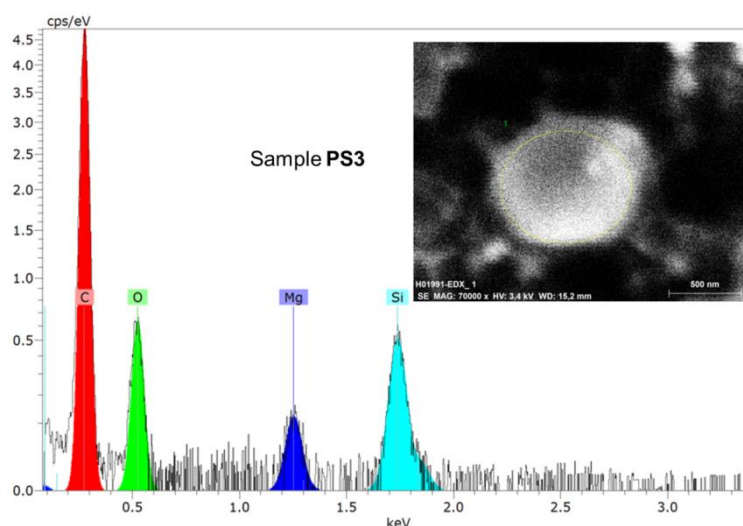 cps/eV
4.5
4.0
3.5
3.0
2.5
2.0
1.5
1.0
0.5
0.0
Sample PS3
C
O
Mg
Si
1
H01991-EDX_ 1
SE MAG: 70000 x HV: 3,4 kV WD: 15,2 mm
500 nm
0.5 1.0 1.5 2.0 2.5 3.0
keV